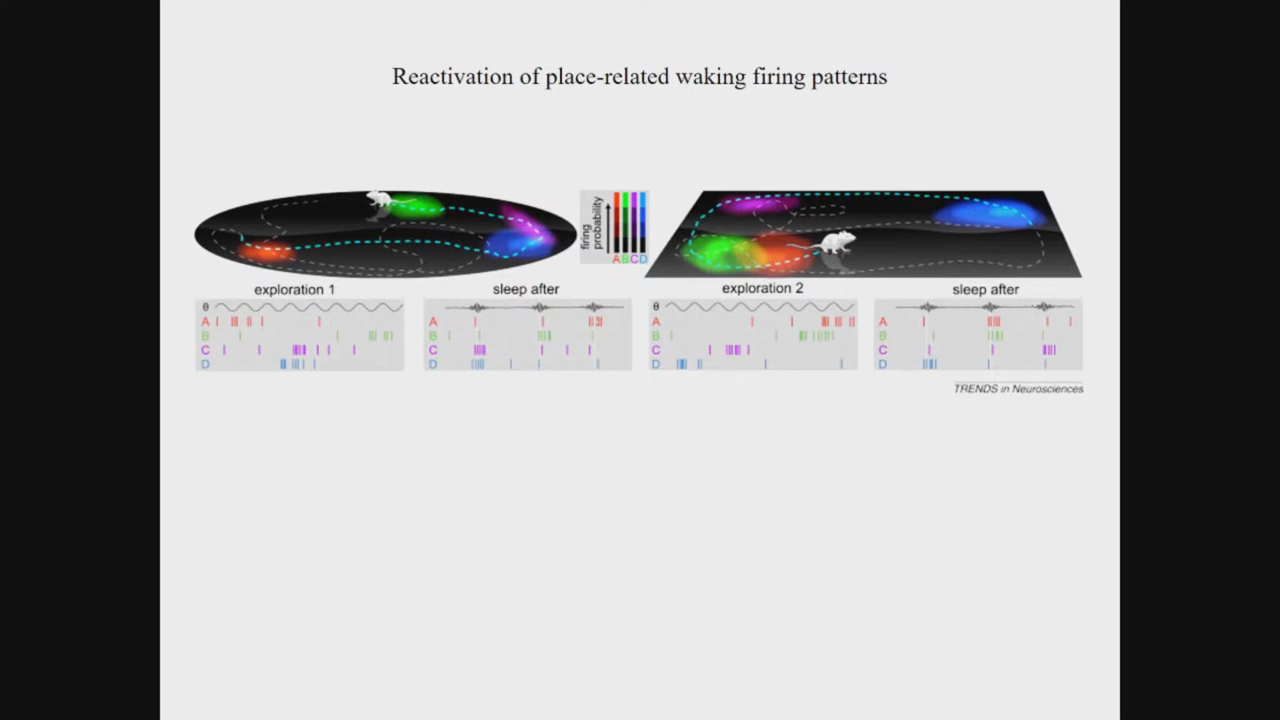 Reactivation of place-related waking firing patterns
firing
probability
A B C D
exploration 1
sleep after
exploration 2
sleep after
θ
A
B
C
D
A
B
C
D
θ
A
B
C
D
A
B
C
D
TRENDS in Neurosciences